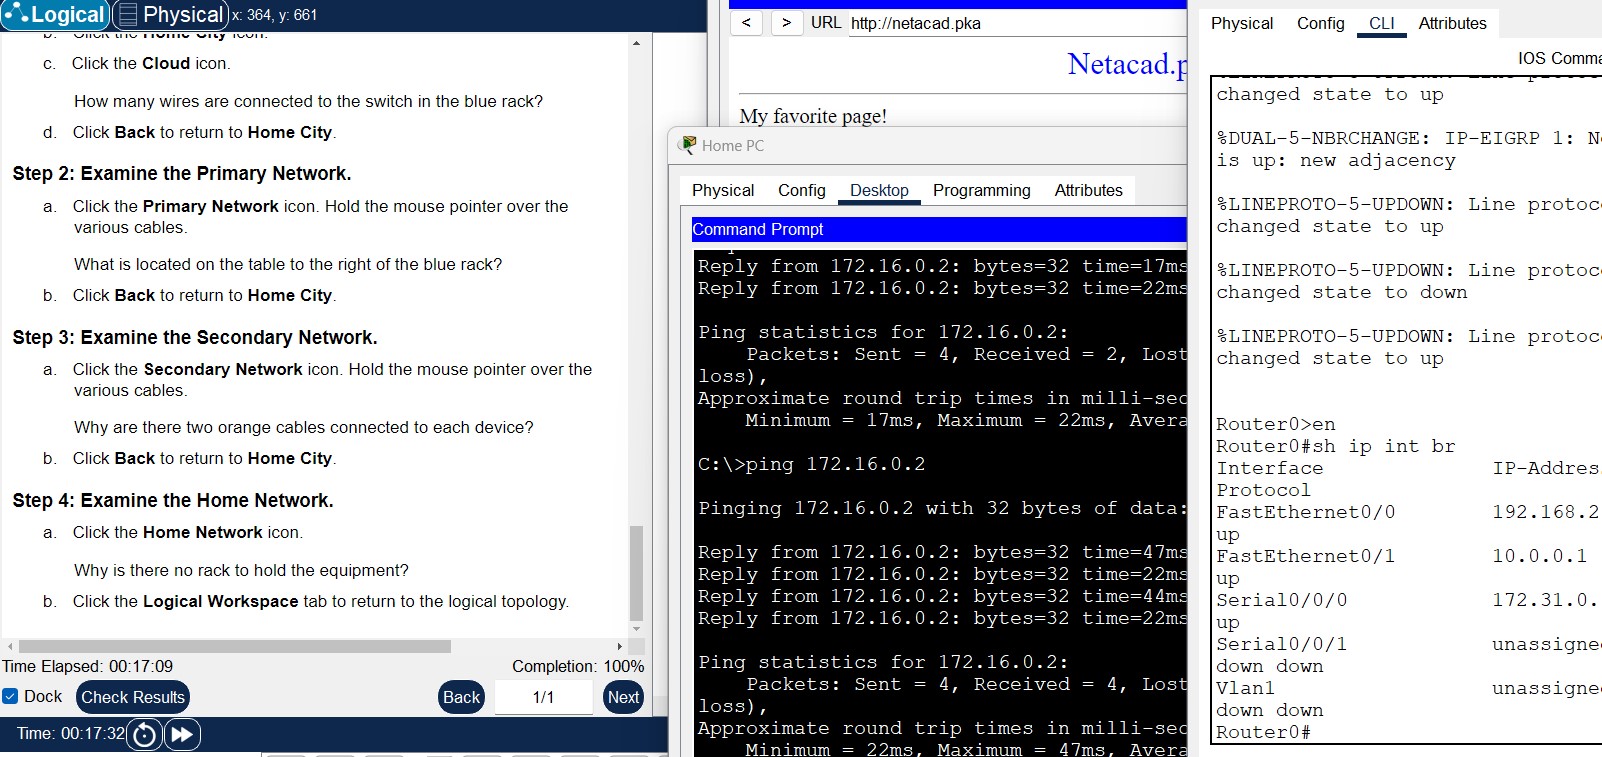 Logical Physical x: 364, y: 661
b. Click the Home City icon.
c. Click the Cloud icon.
How many wires are connected to the switch in the blue rack?
d. Click Back to return to Home City.
Step 2: Examine the Primary Network.
a. Click the Primary Network icon. Hold the mouse pointer over the
various cables.
What is located on the table to the right of the blue rack?
b. Click Back to return to Home City.
Step 3: Examine the Secondary Network.
a. Click the Secondary Network icon. Hold the mouse pointer over the
various cables.
Why are there two orange cables connected to each device?
b. Click Back to return to Home City.
Step 4: Examine the Home Network.
a. Click the Home Network icon.
Why is there no rack to hold the equipment?
b. Click the Logical Workspace tab to return to the logical topology.
Time Elapsed: 00:17:09 Completion: 100%
Dock Check Results Back 1/1 Next
Time: 00:17:32
< > URL http://netacad.pka
Netacad.p
My favorite page!
Home PC
Physical Config Desktop Programming Attributes
Command Prompt
Reply from 172.16.0.2: bytes=32 time=17ms
Reply from 172.16.0.2: bytes=32 time=22ms
Ping statistics for 172.16.0.2:
Packets: Sent = 4, Received = 2, Lost
loss),
Approximate round trip times in milli-sec
Minimum = 17ms, Maximum = 22ms, Avera
C:\>ping 172.16.0.2
Pinging 172.16.0.2 with 32 bytes of data:
Reply from 172.16.0.2: bytes=32 time=47ms
Reply from 172.16.0.2: bytes=32 time=22ms
Reply from 172.16.0.2: bytes=32 time=44ms
Reply from 172.16.0.2: bytes=32 time=22ms
Ping statistics for 172.16.0.2:
Packets: Sent = 4, Received = 4, Lost
loss),
Approximate round trip times in milli-sec
Minimum = 22ms, Maximum = 47ms, Avera
Physical Config CLI Attributes
IOS Comma
changed state to up
%DUAL-5-NBRCHANGE: IP-EIGRP 1: N
is up: new adjacency
%LINEPROTO-5-UPDOWN: Line protoc
changed state to up
%LINEPROTO-5-UPDOWN: Line protoc
changed state to down
%LINEPROTO-5-UPDOWN: Line protoc
changed state to up
Router0>en
Router0#sh ip int br
Interface IP-Addres
Protocol
FastEthernet0/0 192.168.2
up
FastEthernet0/1 10.0.0.1
up
Serial0/0/0 172.31.0.
up
Serial0/0/1 unassigne
down down
Vlan1 unassigne
down down
Router0#